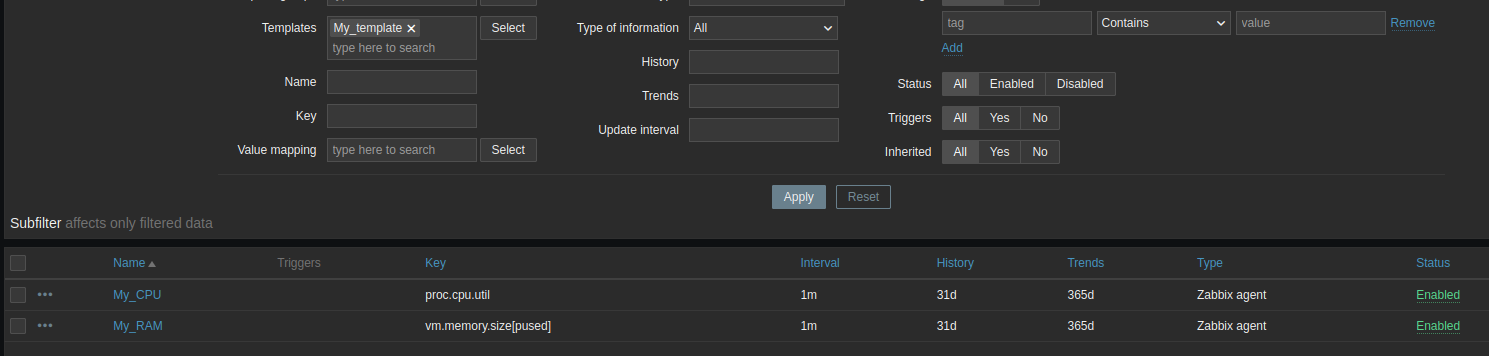 Templates My_template type here to search Select
Type of information All
tag Contains value Remove
Add
Name
History
Status All Enabled Disabled
Key
Trends
Triggers All Yes No
Value mapping type here to search Select
Update interval
Inherited All Yes No
Apply Reset
Subfilter affects only filtered data
Name Triggers Key Interval History Trends Type Status
My_CPU proc.cpu.util 1m 31d 365d Zabbix agent Enabled
My_RAM vm.memory.size[pused] 1m 31d 365d Zabbix agent Enabled